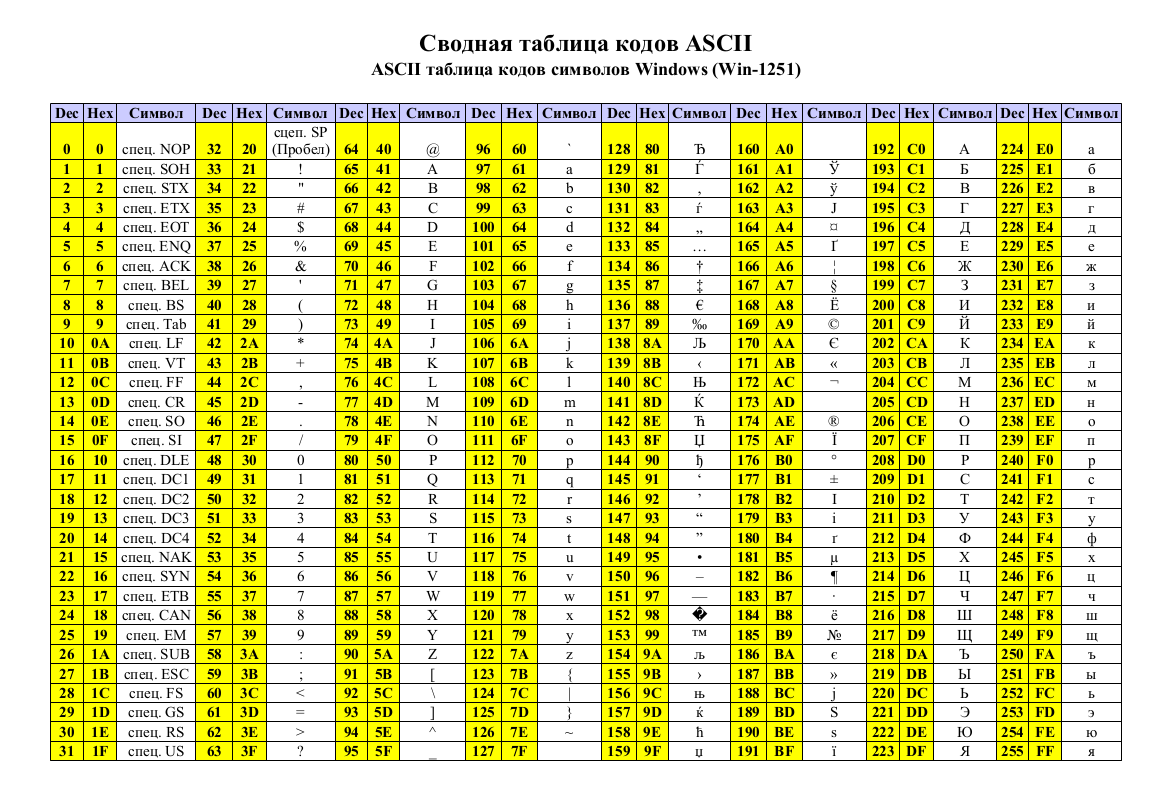 Сводная таблица кодов ASCII
ASCII таблица кодов символов Windows (Win-1251)
Dec Hex Символ Dec Hex Символ Dec Hex Символ Dec Hex Символ Dec Hex Символ Dec Hex Символ Dec Hex Символ Dec Hex Символ
0 0 спец. NOP 32 20 сцеп. SP (Пробел) 64 40 @ 96 60 ` 128 80 Ђ 160 A0 192 C0 А 224 E0 а
1 1 спец. SOH 33 21 ! 65 41 A 97 61 a 129 81 Ѓ 161 A1 Ў 193 C1 Б 225 E1 б
2 2 спец. STX 34 22 " 66 42 B 98 62 b 130 82 ‚ 162 A2 ў 194 C2 В 226 E2 в
3 3 спец. ETX 35 23 # 67 43 C 99 63 c 131 83 ѓ 163 A3 Ј 195 C3 Г 227 E3 г
4 4 спец. EOT 36 24 $ 68 44 D 100 64 d 132 84 „ 164 A4 ¤ 196 C4 Д 228 E4 д
5 5 спец. ENQ 37 25 % 69 45 E 101 65 e 133 85 … 165 A5 Ґ 197 C5 Е 229 E5 е
6 6 спец. ACK 38 26 & 70 46 F 102 66 f 134 86 † 166 A6 ¦ 198 C6 Ж 230 E6 ж
7 7 спец. BEL 39 27 ' 71 47 G 103 67 g 135 87 ‡ 167 A7 § 199 C7 З 231 E7 з
8 8 спец. BS 40 28 ( 72 48 H 104 68 h 136 88 € 168 A8 Ё 200 C8 И 232 E8 и
9 9 спец. Tab 41 29 ) 73 49 I 105 69 i 137 89 ‰ 169 A9 © 201 C9 Й 233 E9 й
10 0A спец. LF 42 2A * 74 4A J 106 6A j 138 8A Љ 170 AA Є 202 CA К 234 EA к
11 0B спец. VT 43 2B + 75 4B K 107 6B k 139 8B ‹ 171 AB « 203 CB Л 235 EB л
12 0C спец. FF 44 2C , 76 4C L 108 6C l 140 8C Њ 172 AC ¬ 204 CC М 236 EC м
13 0D спец. CR 45 2D - 77 4D M 109 6D m 141 8D Ќ 173 AD 205 CD Н 237 ED н
14 0E спец. SO 46 2E . 78 4E N 110 6E n 142 8E Ћ 174 AE ® 206 CE О 238 EE о
15 0F спец. SI 47 2F / 79 4F O 111 6F o 143 8F Џ 175 AF Ї 207 CF П 239 EF п
16 10 спец. DLE 48 30 0 80 50 P 112 70 p 144 90 ђ 176 B0 ° 208 D0 Р 240 F0 р
17 11 спец. DC1 49 31 1 81 51 Q 113 71 q 145 91 ‘ 177 B1 ± 209 D1 С 241 F1 с
18 12 спец. DC2 50 32 2 82 52 R 114 72 r 146 92 ’ 178 B2 І 210 D2 Т 242 F2 т
19 13 спец. DC3 51 33 3 83 53 S 115 73 s 147 93 “ 179 B3 і 211 D3 У 243 F3 у
20 14 спец. DC4 52 34 4 84 54 T 116 74 t 148 94 ” 180 B4 ґ 212 D4 Ф 244 F4 ф
21 15 спец. NAK 53 35 5 85 55 U 117 75 u 149 95 • 181 B5 µ 213 D5 Х 245 F5 х
22 16 спец. SYN 54 36 6 86 56 V 118 76 v 150 96 – 182 B6 ¶ 214 D6 Ц 246 F6 ц
23 17 спец. ETB 55 37 7 87 57 W 119 77 w 151 97 — 183 B7 · 215 D7 Ч 247 F7 ч
24 18 спец. CAN 56 38 8 88 58 X 120 78 x 152 98 � 184 B8 ё 216 D8 Ш 248 F8 ш
25 19 спец. EM 57 39 9 89 59 Y 121 79 y 153 99 ™ 185 B9 № 217 D9 Щ 249 F9 щ
26 1A спец. SUB 58 3A : 90 5A Z 122 7A z 154 9A љ 186 BA є 218 DA Ъ 250 FA ъ
27 1B спец. ESC 59 3B ; 91 5B [ 123 7B { 155 9B › 187 BB » 219 DB Ы 251 FB ы
28 1C спец. FS 60 3C < 92 5C \ 124 7C | 156 9C њ 188 BC ј 220 DC Ь 252 FC ь
29 1D спец. GS 61 3D = 93 5D ] 125 7D } 157 9D ќ 189 BD Ѕ 221 DD Э 253 FD э
30 1E спец. RS 62 3E > 94 5E ^ 126 7E ~ 158 9E ћ 190 BE ѕ 222 DE Ю 254 FE ю
31 1F спец. US 63 3F ? 95 5F _ 127 7F 159 9F џ 191 BF ї 223 DF Я 255 FF я